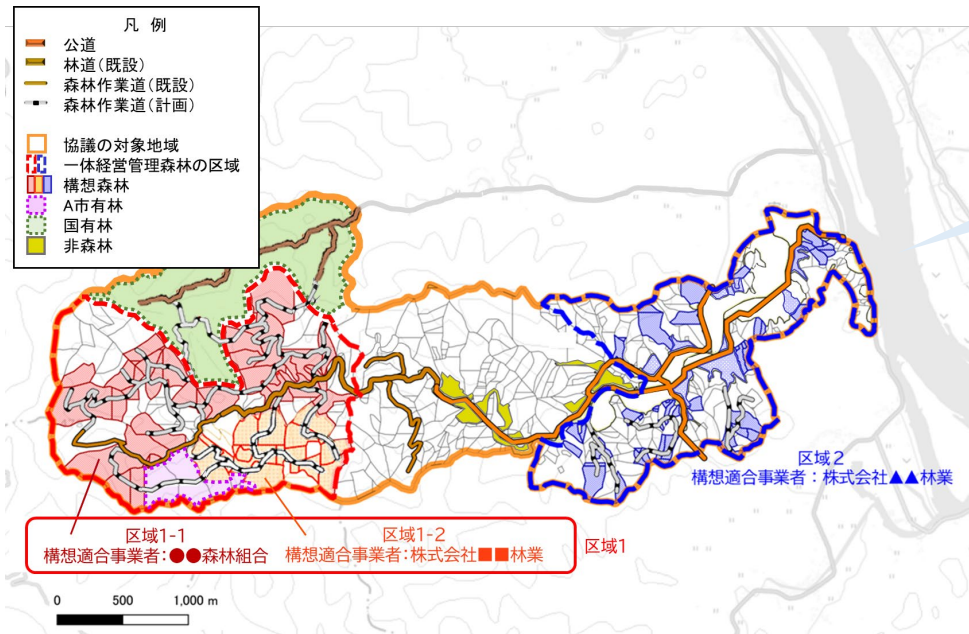 凡 例
公道
林道(既設)
森林作業道(既設)
森林作業道(計画)
協議の対象地域
一体経営管理森林の区域
構想森林
A市有林
国有林
非森林
区域2
構想適合事業者：株式会社▲▲林業
区域1-1
構想適合事業者：●●森林組合
区域1-2
構想適合事業者：株式会社■■林業
区域1
0 500 1,000 m